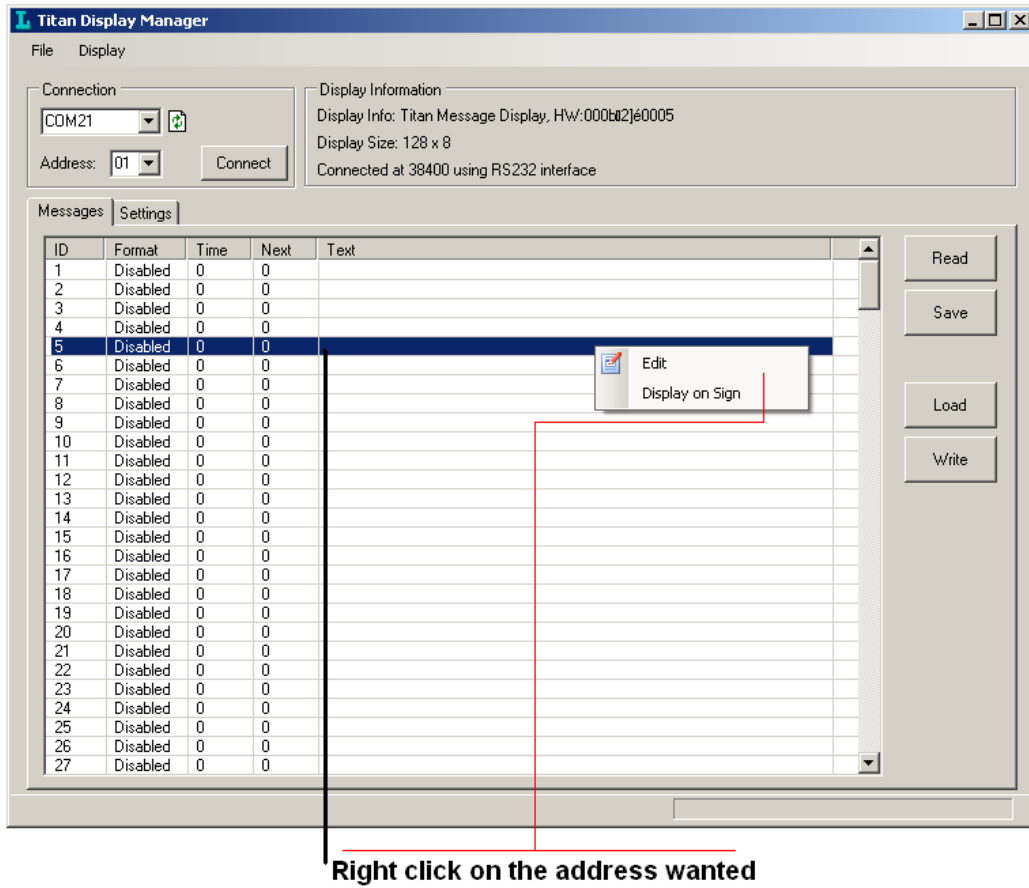 Titan Display Manager
File Display
Connection
COM21
Address: 01 Connect
Display Information
Display Info: Titan Message Display, HW:000b 2]é0005
Display Size: 128 x 8
Connected at 38400 using RS232 interface
Messages Settings
ID Format Time Next Text
1 Disabled 0 0
2 Disabled 0 0
3 Disabled 0 0
4 Disabled 0 0
5 Disabled 0 0
6 Disabled 0 0
7 Disabled 0 0
8 Disabled 0 0
9 Disabled 0 0
10 Disabled 0 0
11 Disabled 0 0
12 Disabled 0 0
13 Disabled 0 0
14 Disabled 0 0
15 Disabled 0 0
16 Disabled 0 0
17 Disabled 0 0
18 Disabled 0 0
19 Disabled 0 0
20 Disabled 0 0
21 Disabled 0 0
22 Disabled 0 0
23 Disabled 0 0
24 Disabled 0 0
25 Disabled 0 0
26 Disabled 0 0
27 Disabled 0 0
Edit
Display on Sign
Read
Save
Load
Write
Right click on the address wanted